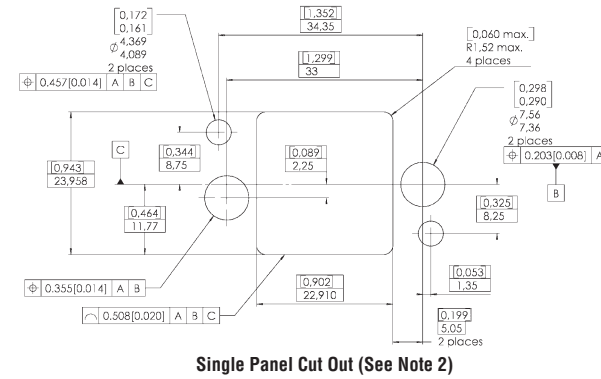 [0,172
0,161]
⌀ 4,369
4,089
2 places
⌖ 0.457[0.014] A B C
[1,352]
34,35
[1,299]
33
[0,060 max.]
R1,52 max.
4 places
[0,298
0,290]
⌀ 7,56
7,36
2 places
⌖ 0.203[0.008] A
B
C
[0,943]
23,958
[0,344]
8,75
[0,089]
2,25
[0,464]
11,77
[0,325]
8,25
⌖ 0.355[0.014] A B
⌓ 0.508[0.020] A B C
[0,902]
22,910
[0,053]
1,35
[0,199
5,05
2 places
Single Panel Cut Out (See Note 2)